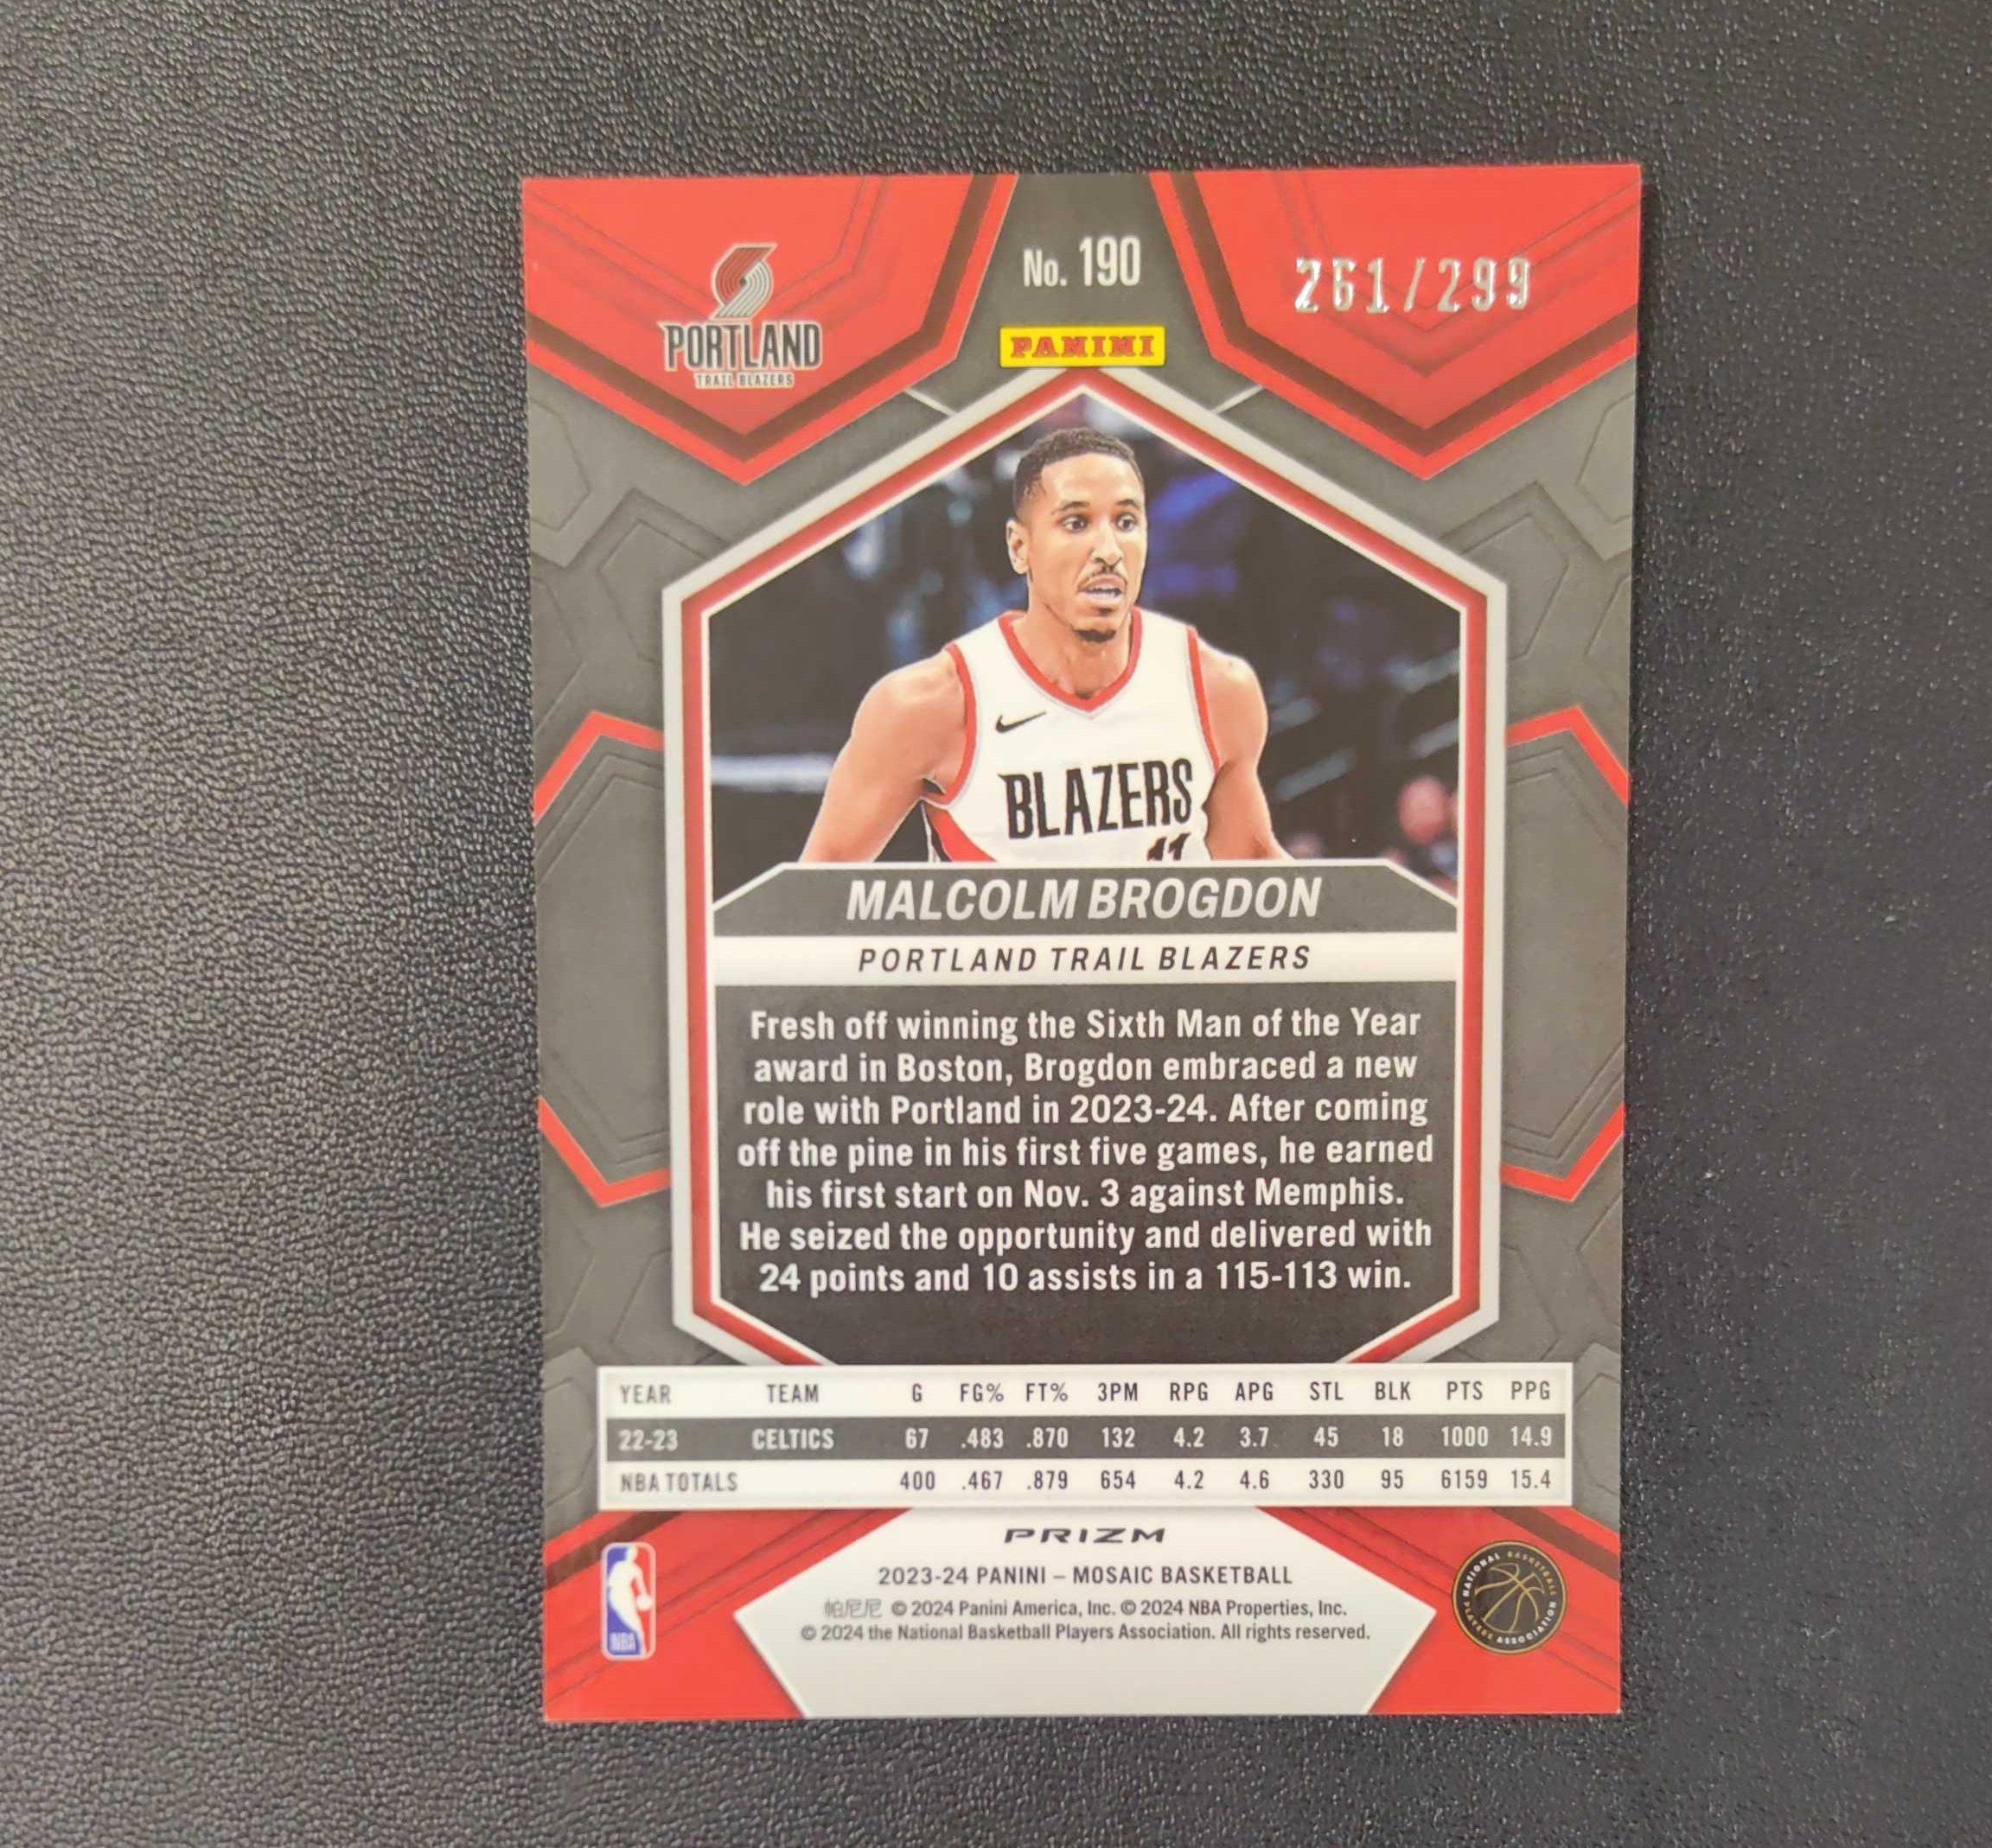 No. 190
261/299
PORTLAND
TRAIL BLAZERS
PANINI
BLAZERS
11
MALCOLM BROGDON
PORTLAND TRAIL BLAZERS
Fresh off winning the Sixth Man of the Year
award in Boston, Brogdon embraced a new
role with Portland in 2023-24. After coming
off the pine in his first five games, he earned
his first start on Nov. 3 against Memphis.
He seized the opportunity and delivered with
24 points and 10 assists in a 115-113 win.
YEAR TEAM G FG% FT% 3PM RPG APG STL BLK PTS PPG
22-23 CELTICS 67 .483 .870 132 4.2 3.7 45 18 1000 14.9
NBA TOTALS 400 .467 .879 654 4.2 4.6 330 95 6159 15.4
PRIZM
2023-24 PANINI – MOSAIC BASKETBALL
帕尼尼 © 2024 Panini America, Inc. © 2024 NBA Properties, Inc.
© 2024 the National Basketball Players Association. All rights reserved.
NBA
NATIONAL BASKETBALL PLAYERS ASSOCIATION